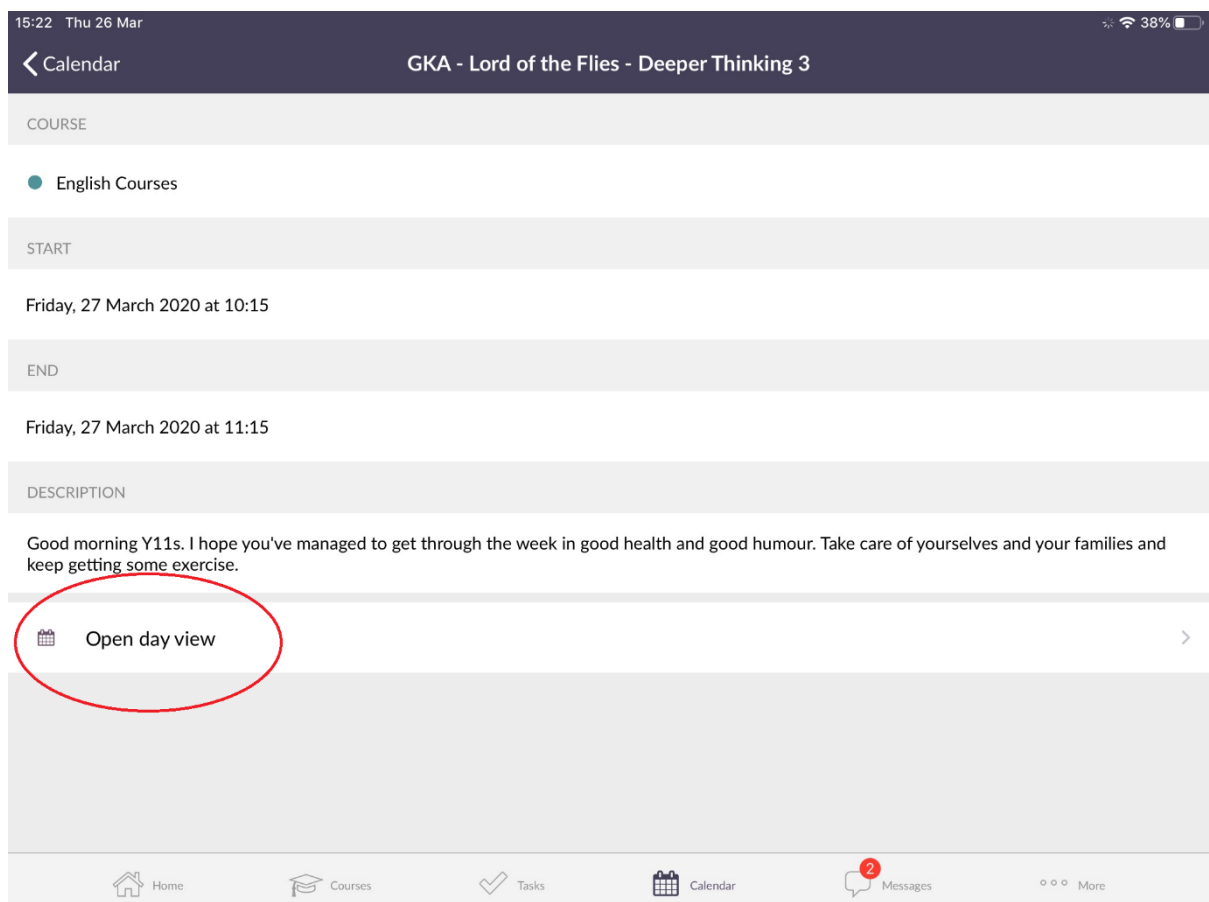 15:22 Thu 26 Mar 38%
Calendar GKA - Lord of the Flies - Deeper Thinking 3
COURSE
English Courses
START
Friday, 27 March 2020 at 10:15
END
Friday, 27 March 2020 at 11:15
DESCRIPTION
Good morning Y11s. I hope you've managed to get through the week in good health and good humour. Take care of yourselves and your families and
keep getting some exercise.
Open day view
2
Home Courses Tasks Calendar Messages More